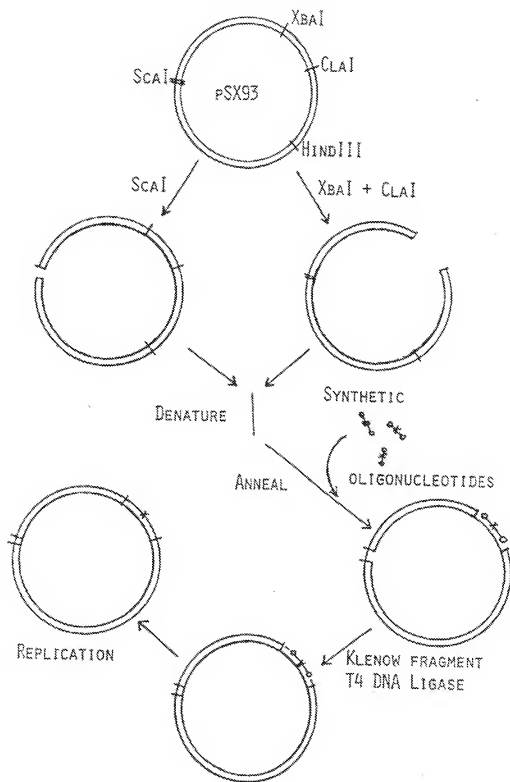 XbaI
ScaI
ClaI
pSX93
HindIII
ScaI
XbaI + ClaI
Denature
Synthetic
oligonucleotides
Anneal
Replication
Klenow fragment
T4 DNA Ligase